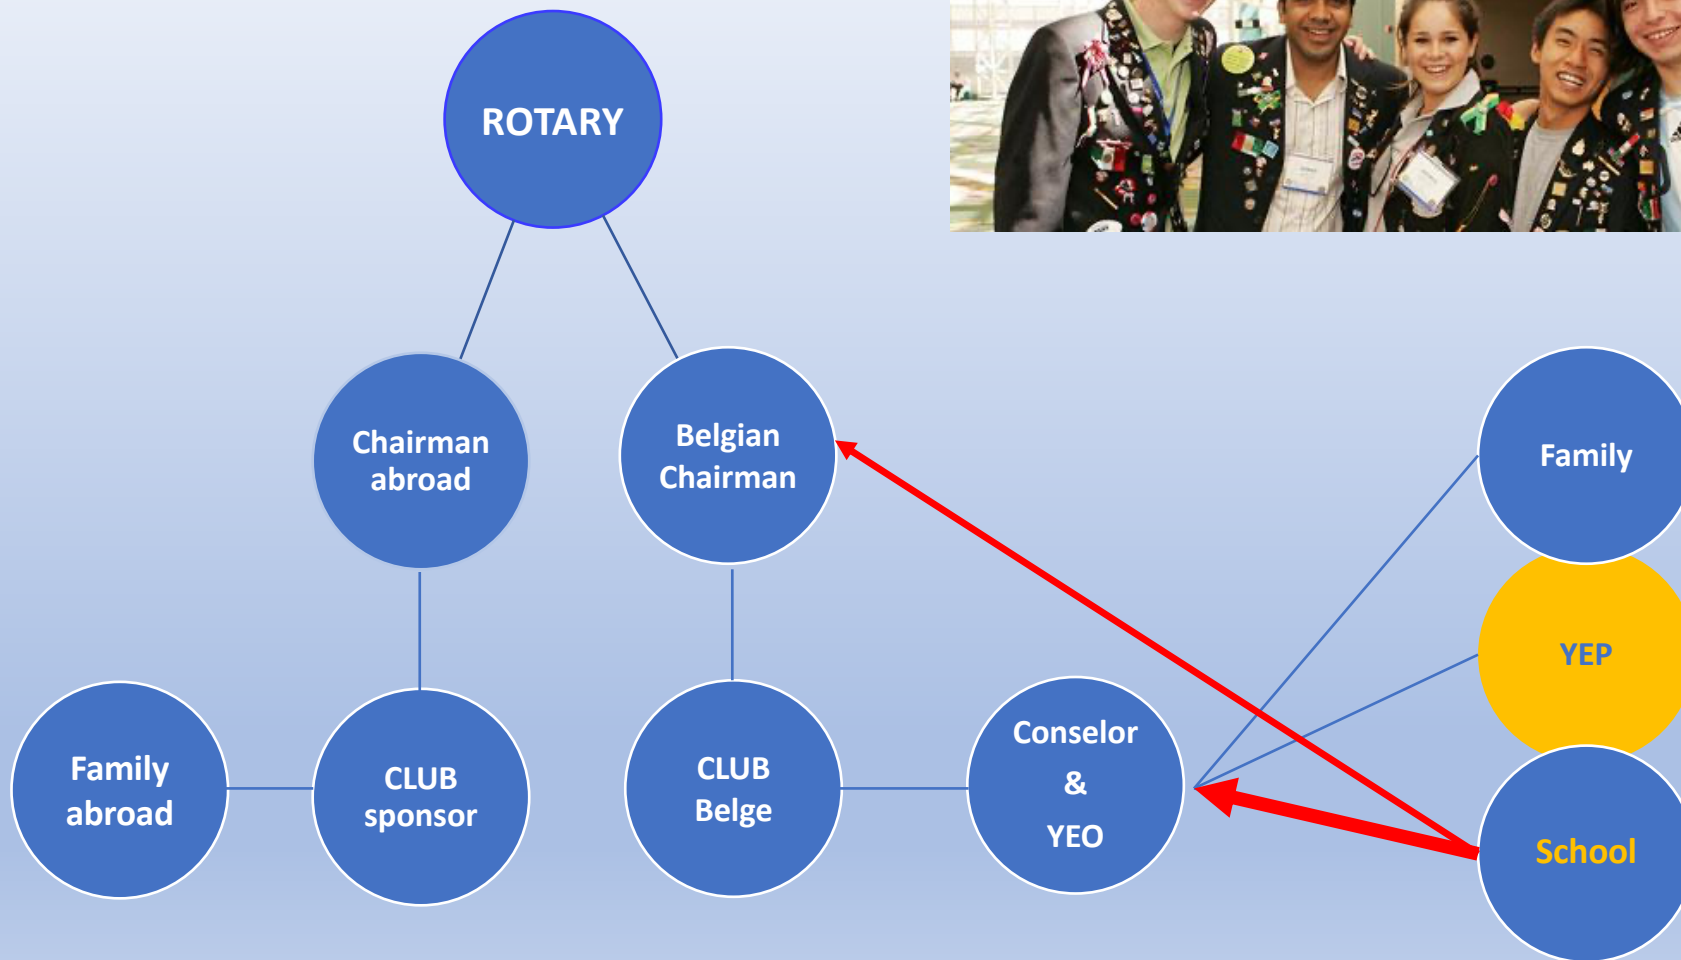 ROTARY
Chairman
abroad
Belgian
Chairman
Family
YEP
Family
abroad
CLUB
sponsor
CLUB
Belge
Conselor
&
YEO
School